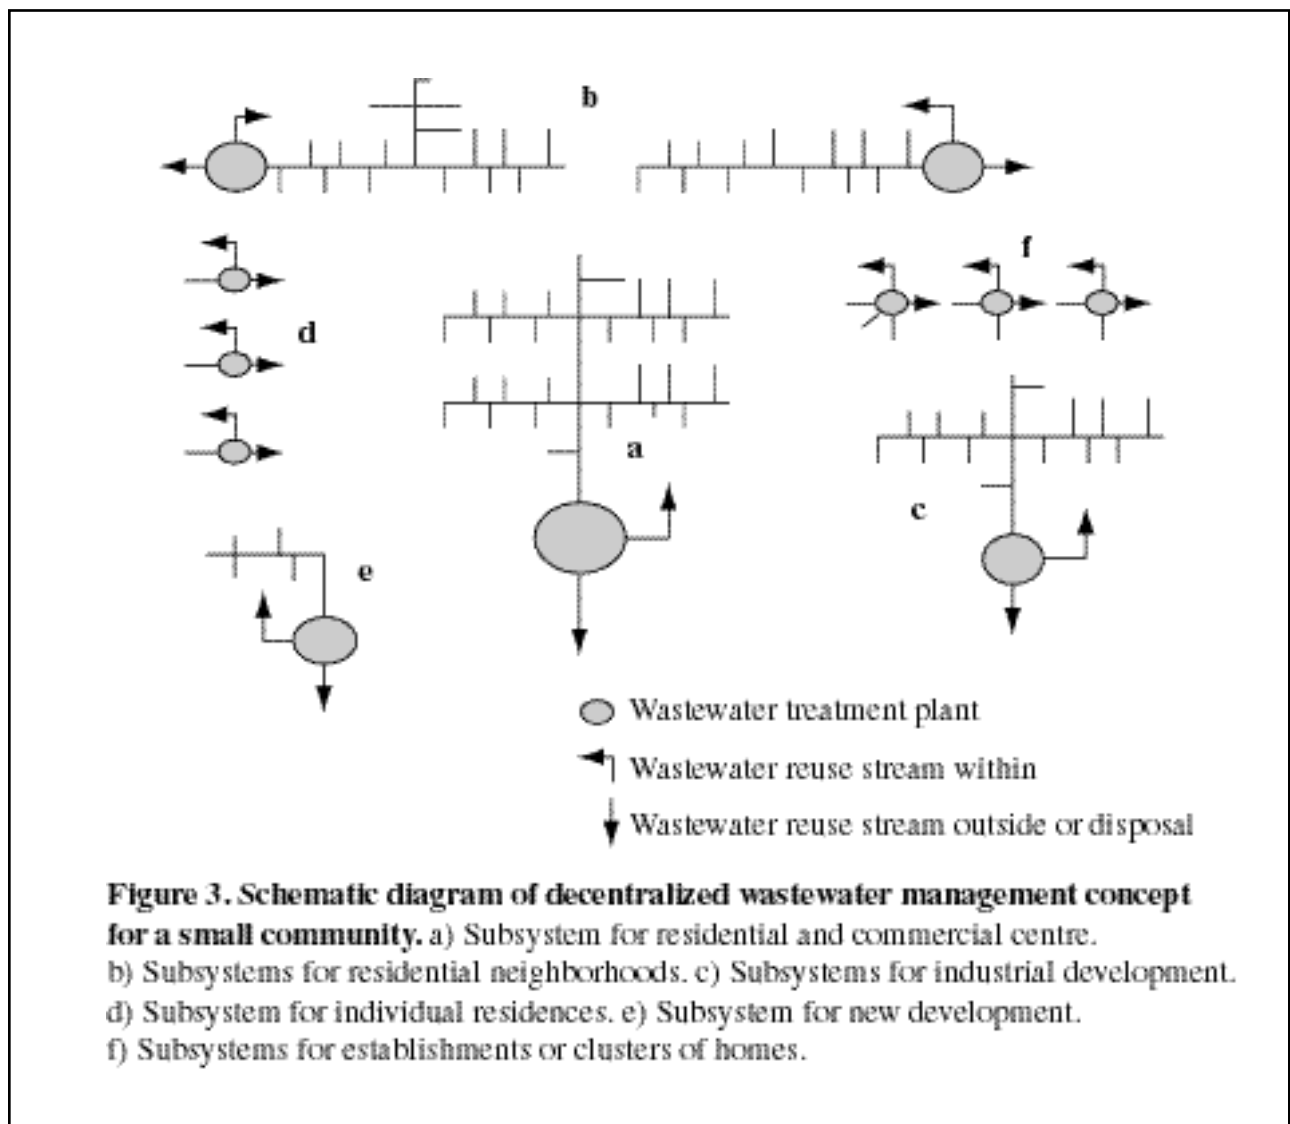 b
f
d
a
c
e
Wastewater treatment plant
Wastewater reuse stream within
Wastewater reuse stream outside or disposal
Figure 3. Schematic diagram of decentralized wastewater management concept
for a small community. a) Subsystem for residential and commercial centre.
b) Subsystems for residential neighborhoods. c) Subsystems for industrial development.
d) Subsystem for individual residences. e) Subsystem for new development.
f) Subsystems for establishments or clusters of homes.